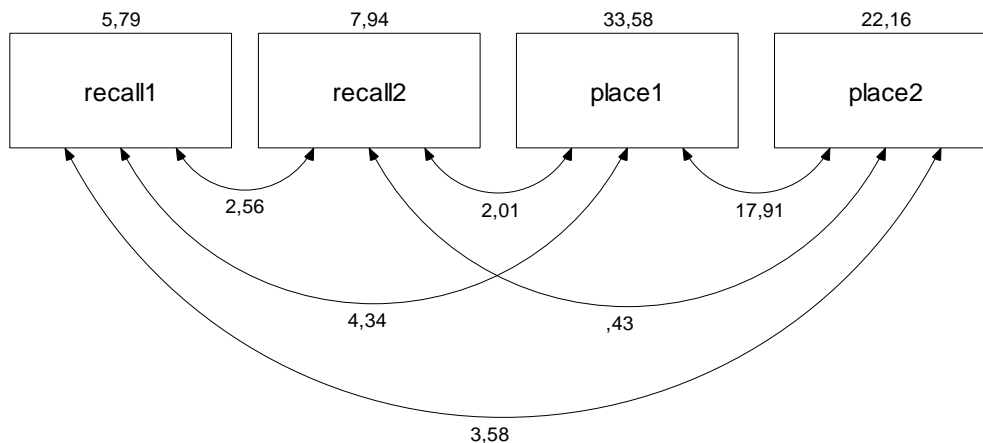 5,79 7,94 33,58 22,16
recall1 recall2 place1 place2
2,56 2,01 17,91
4,34 ,43
3,58